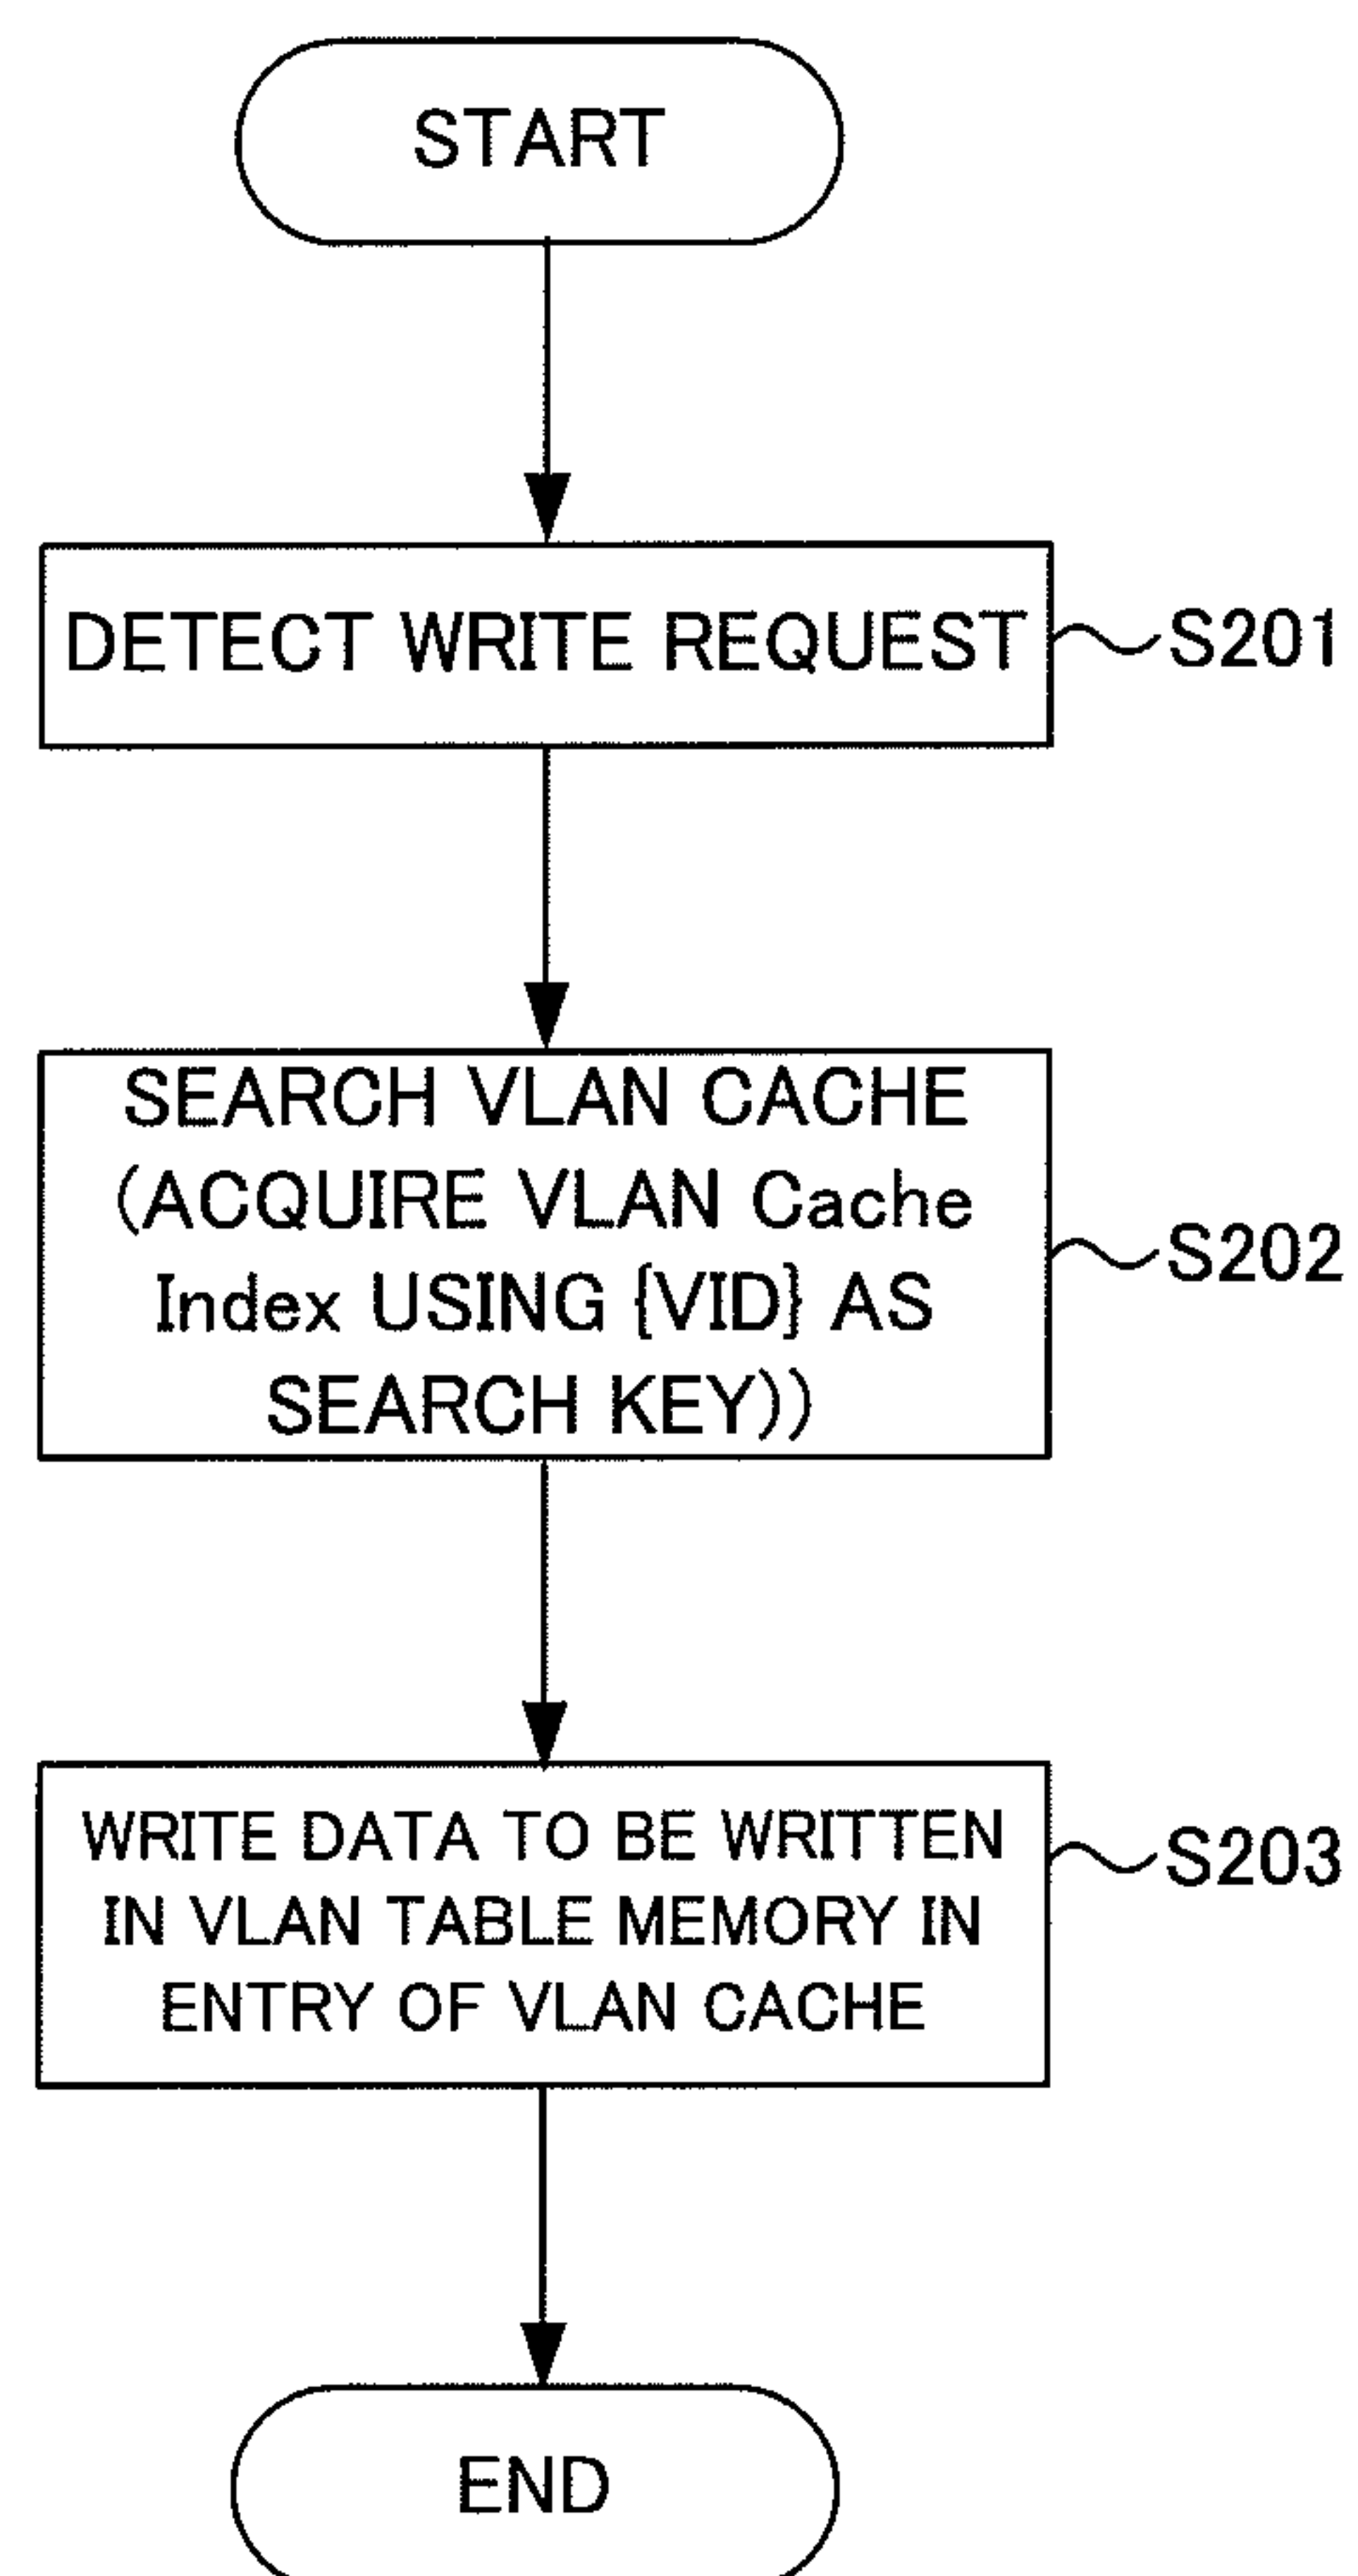 START
DETECT WRITE REQUEST
S201
SEARCH VLAN CACHE
(ACQUIRE VLAN Cache
Index USING {VID} AS
SEARCH KEY))
S202
WRITE DATA TO BE WRITTEN
IN VLAN TABLE MEMORY IN
ENTRY OF VLAN CACHE
S203
END